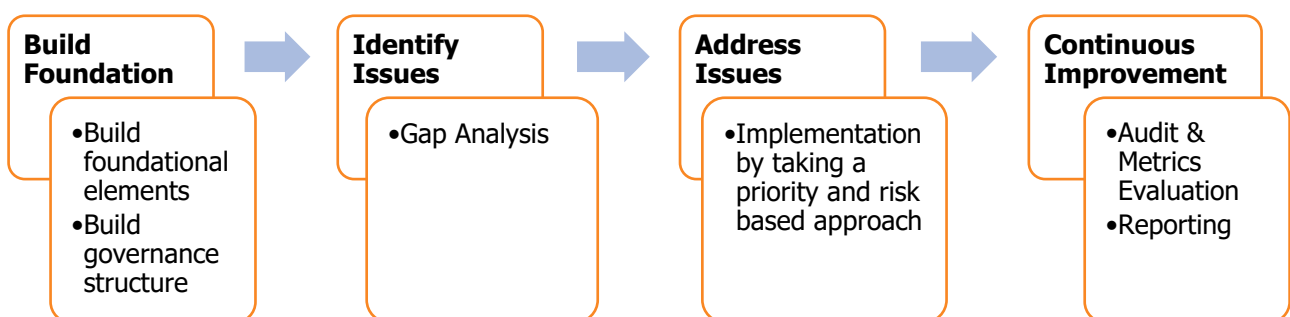 Build
Foundation
•Build
foundational
elements
•Build
governance
structure
Identify
Issues
•Gap Analysis
Address
Issues
•Implementation
by taking a
priority and risk
based approach
Continuous
Improvement
•Audit &
Metrics
Evaluation
•Reporting